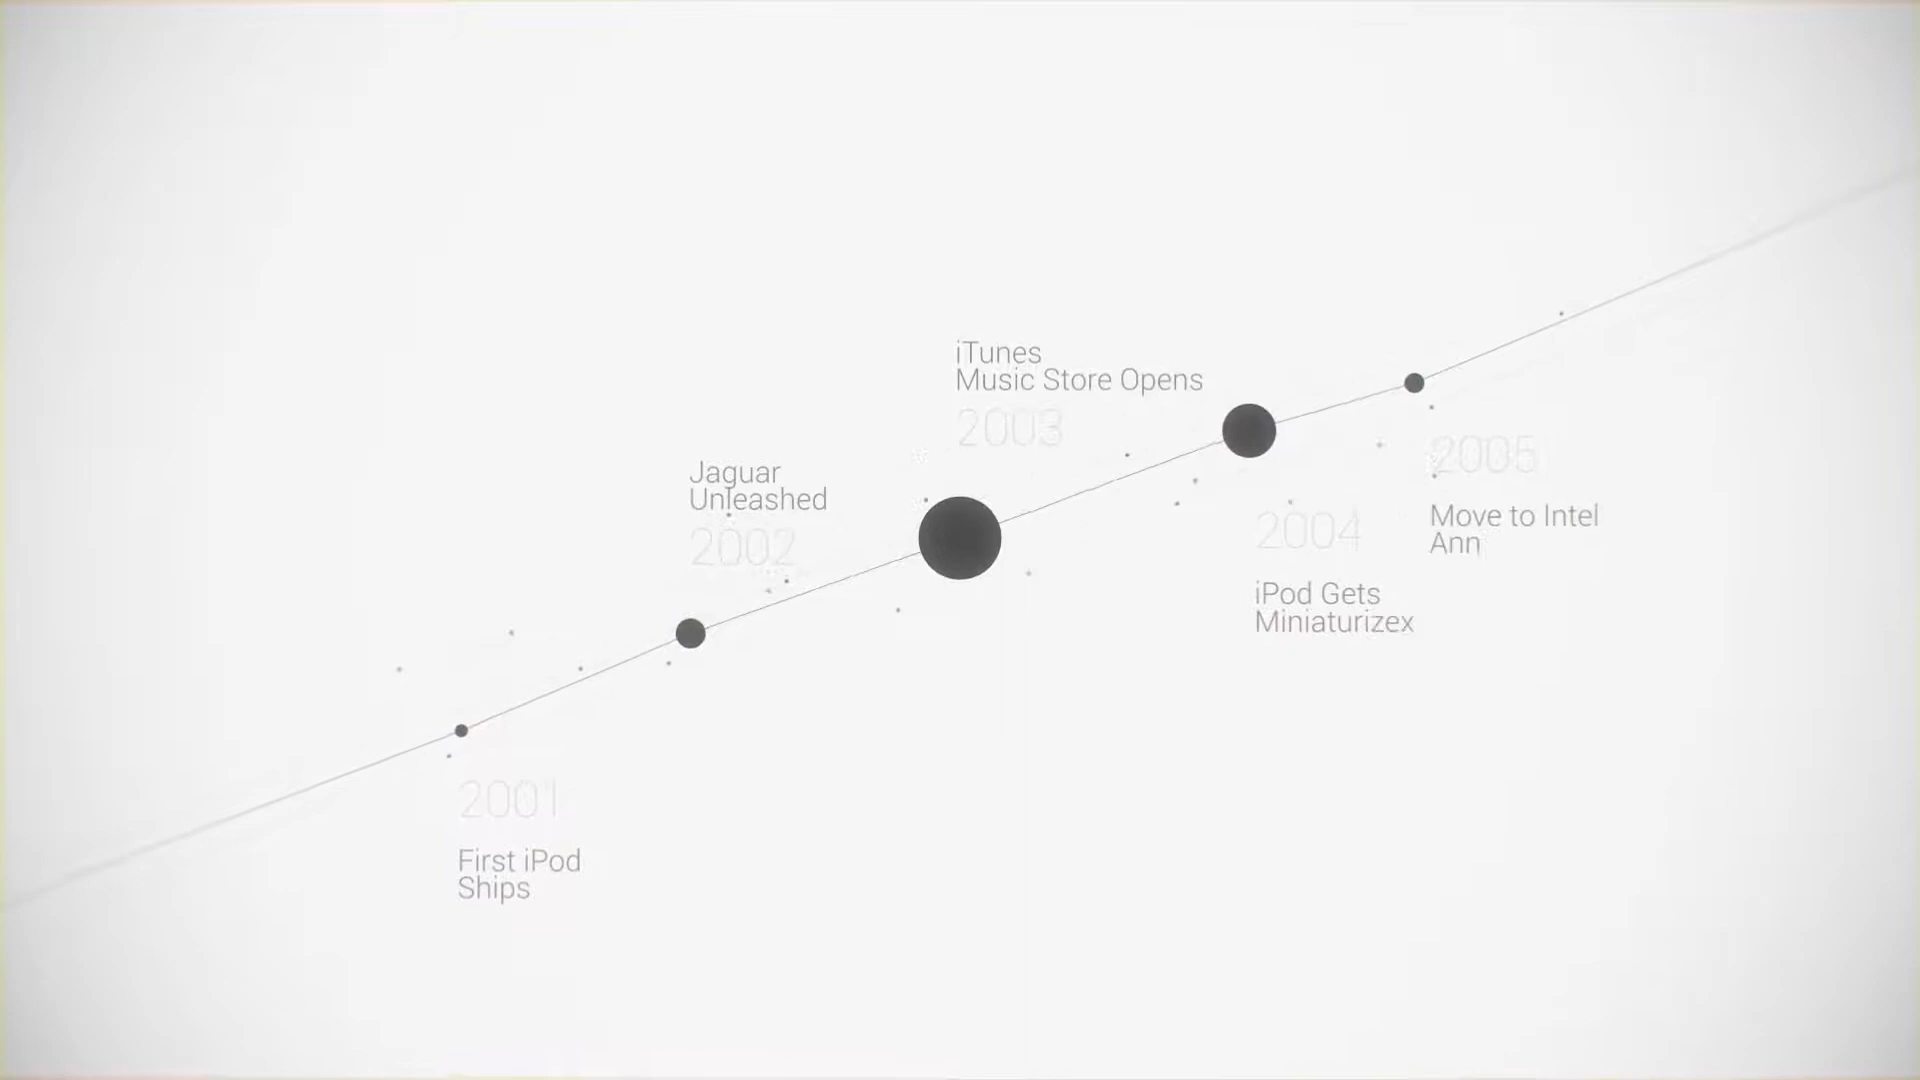 iTunes
Music Store Opens
2003
Jaguar
Unleashed
2002
2005
Move to Intel
Ann
2004
iPod Gets
Miniaturizex
2001
First iPod
Ships